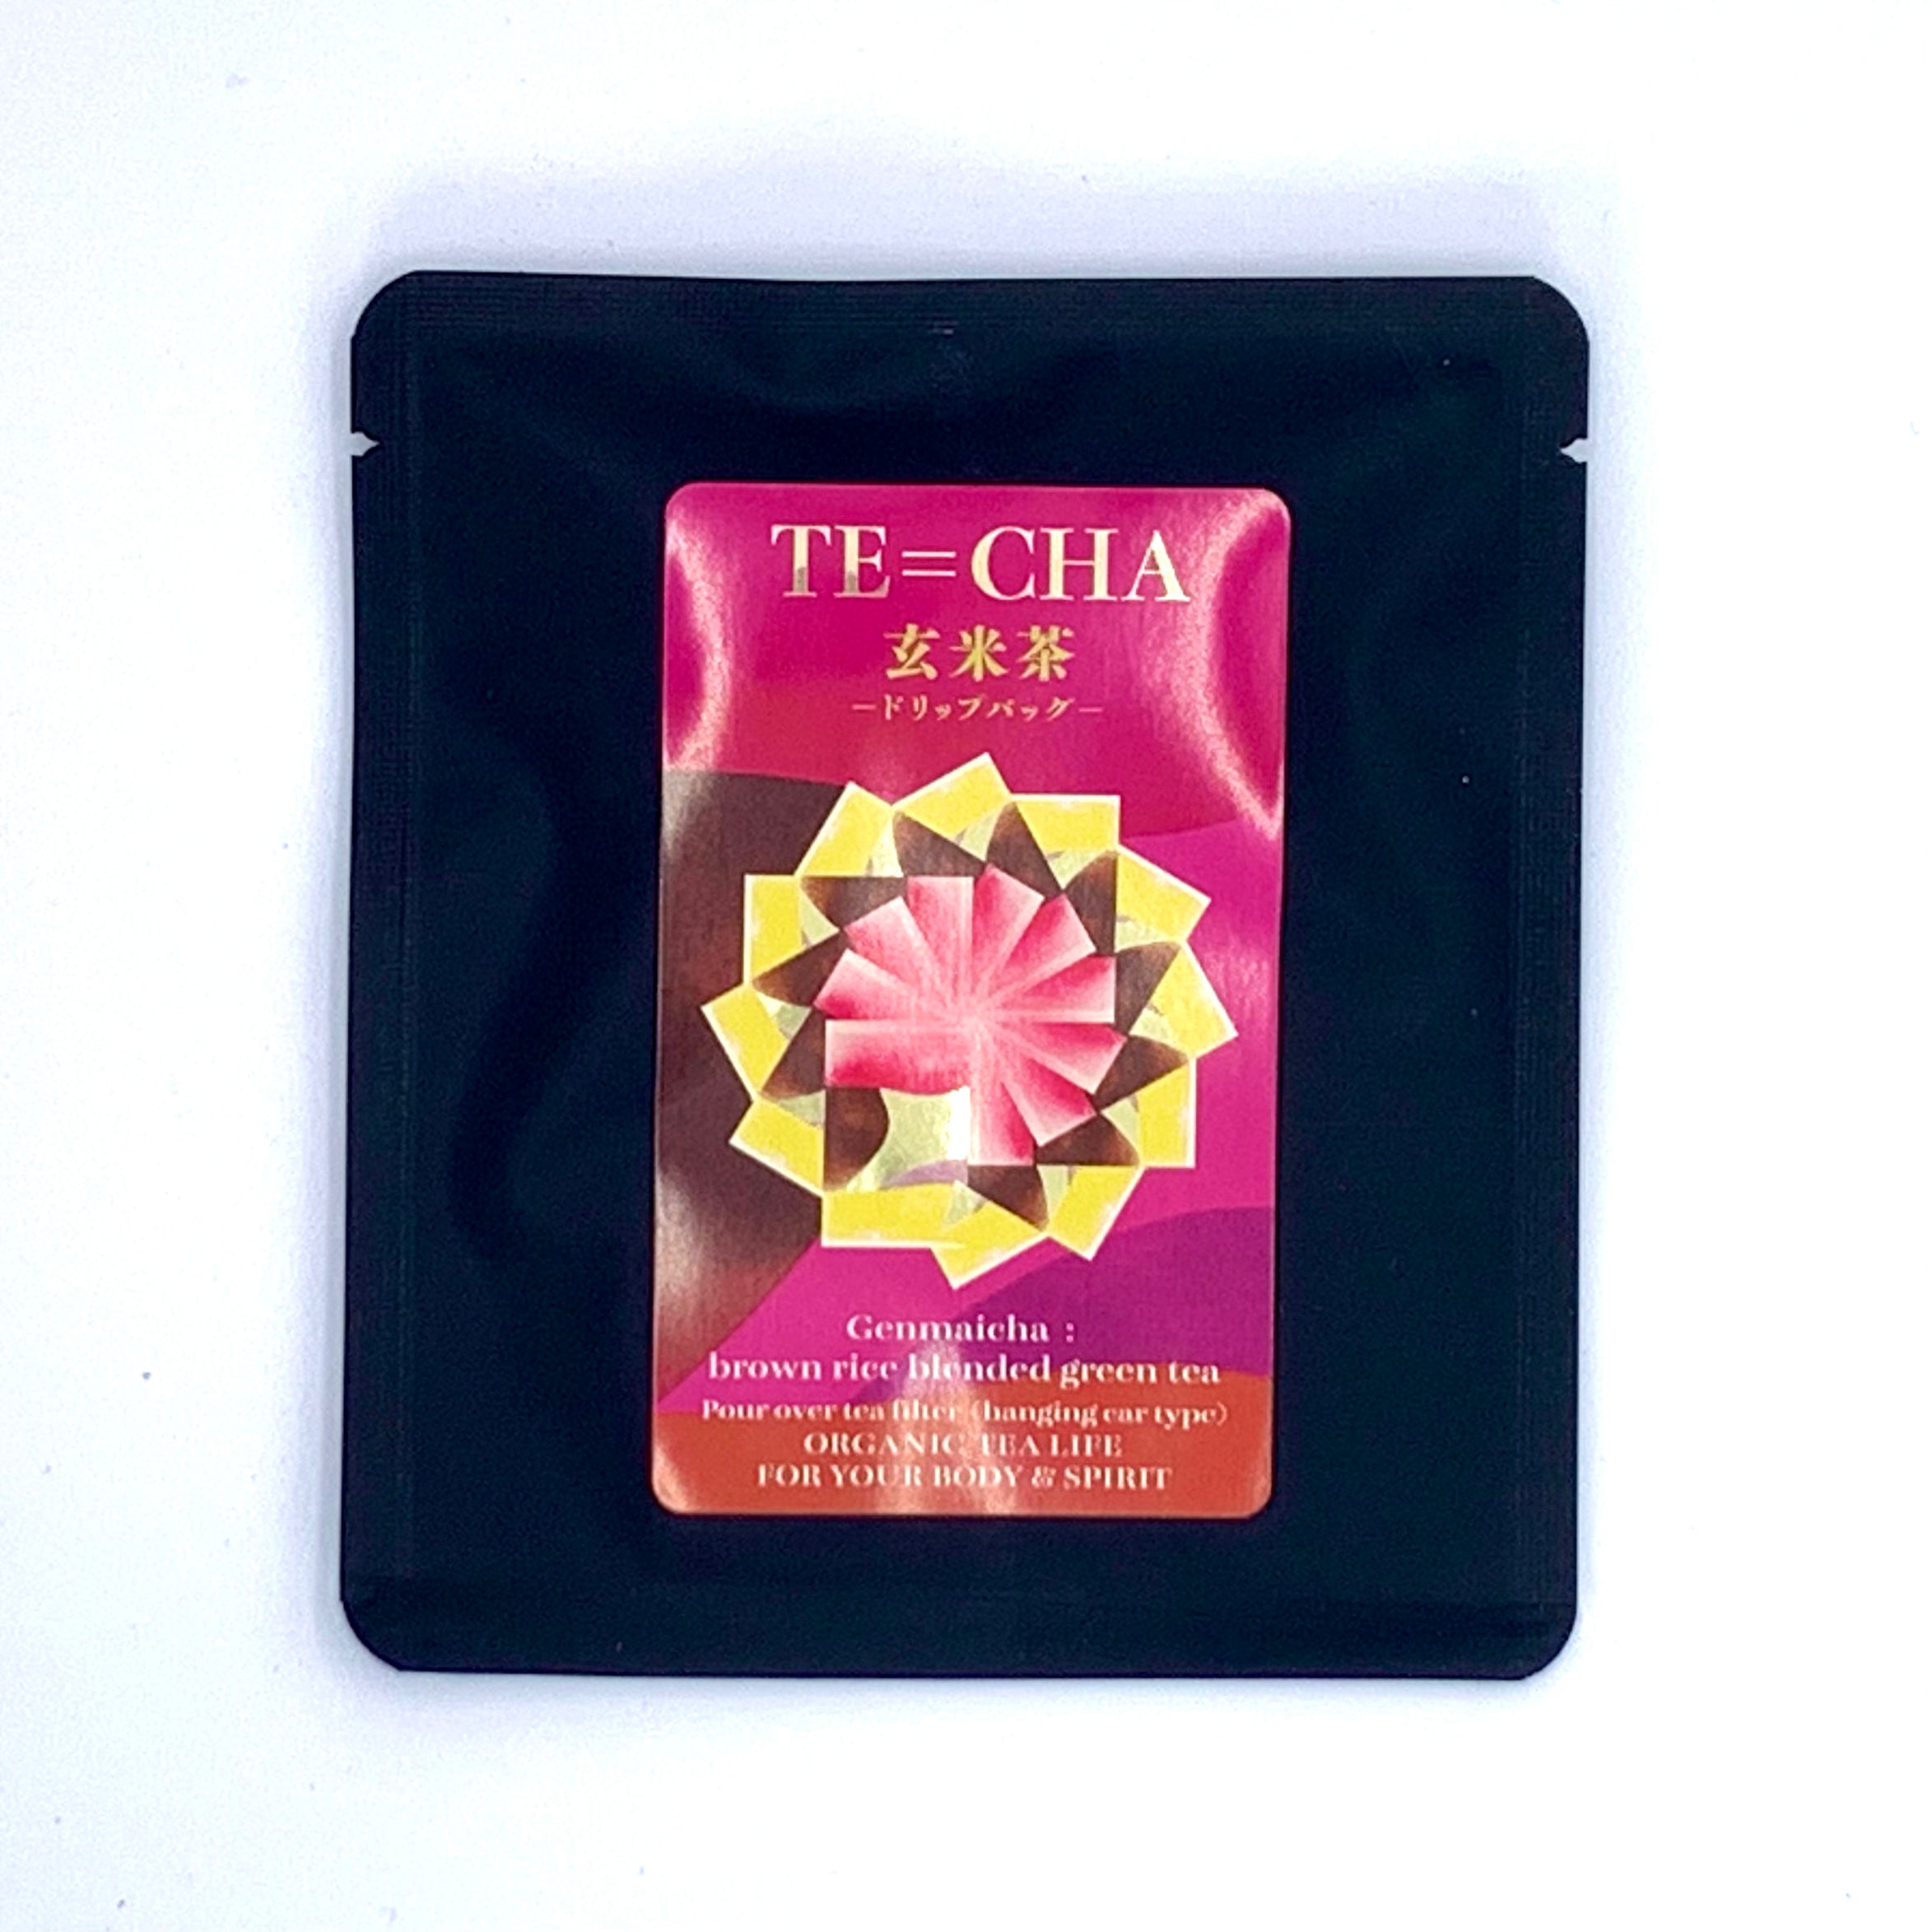 TE=CHA
玄米茶
ードリップバッグー
Genmaicha :
brown rice blended green tea
Pour over tea filter (hanging ear type)
ORGANIC TEA LIFE
FOR YOUR BODY & SPIRIT